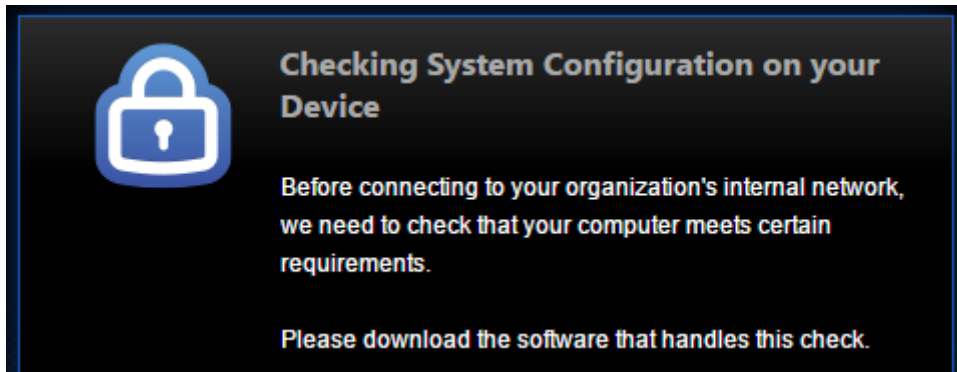 Checking System Configuration on your
Device
Before connecting to your organization's internal network,
we need to check that your computer meets certain
requirements.
Please download the software that handles this check.